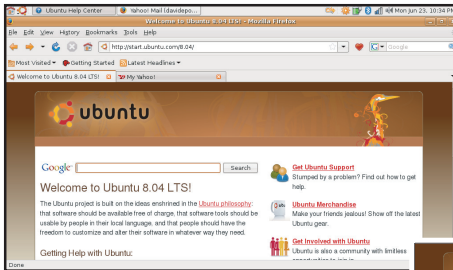 Ubuntu Help Center
Yahoo! Mail (davidepo...
Mon Jun 23, 10:34 P
Welcome to Ubuntu 8.04 LTS! - Mozilla Firefox
File Edit View History Bookmarks Tools Help
http://start.ubuntu.com/8.04/
Google
Most Visited Getting Started Latest Headlines
Welcome to Ubuntu 8.04 LTS! My Yahoo!
ubuntu
Google Search
Welcome to Ubuntu 8.04 LTS!
The Ubuntu project is built on the ideas enshrined in the Ubuntu philosophy:
that software should be available free of charge, that software tools should be
usable by people in their local language, and that people should have the
freedom to customize and alter their software in whatever way they need.
Getting Help with Ubuntu:
Get Ubuntu Support
Stumped by a problem? Find out how to get
help.
Ubuntu Merchandise
Make your friends jealous! Show off the latest
Ubuntu gear.
Get Involved with Ubuntu
Ubuntu is also a community with limitless
Done